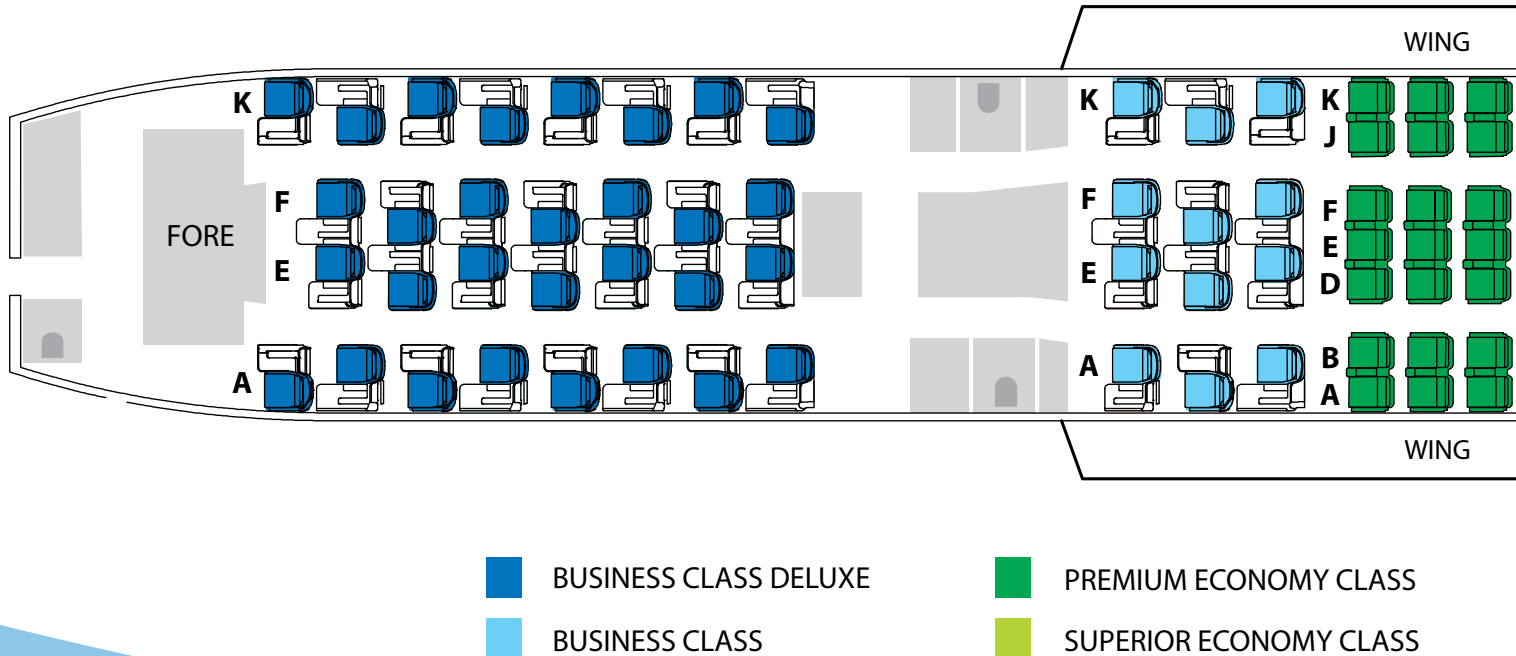 WING
K
K
K
J
F
F
F
FORE
E
E
E
D
A
A
B
A
WING
BUSINESS CLASS DELUXE
PREMIUM ECONOMY CLASS
BUSINESS CLASS
SUPERIOR ECONOMY CLASS